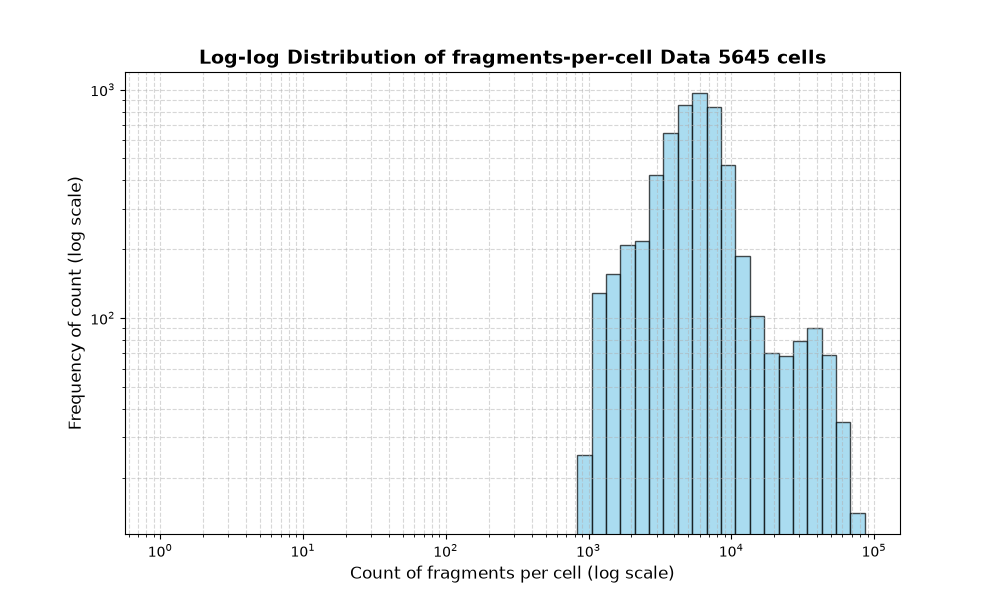 Log-log Distribution of fragments-per-cell Data 5645 cells
Frequency of count (log scale)
10³
10²
10⁰ 10¹ 10² 10³ 10⁴ 10⁵
Count of fragments per cell (log scale)